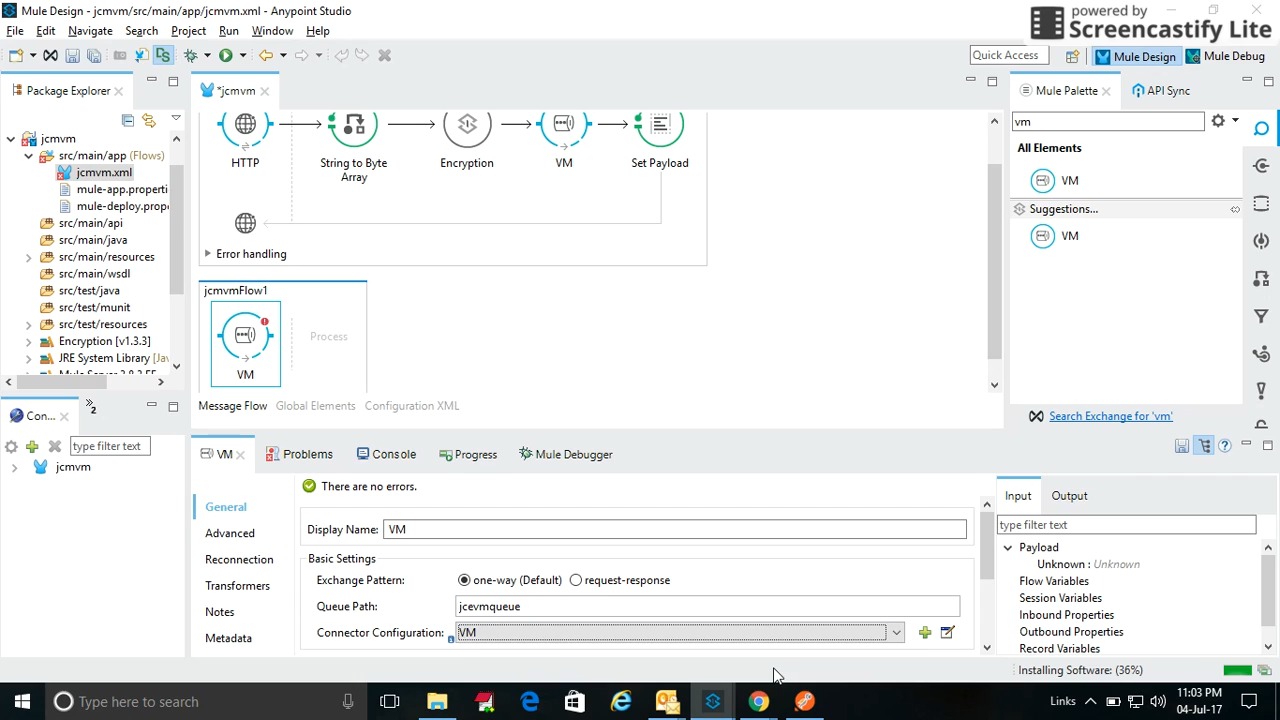 Mule Design - jcmvm/src/main/app/jcmvm.xml - Anypoint Studio
powered by
Screencastify Lite
File Edit Navigate Search Project Run Window Help
Quick Access
Mule Design
Mule Debug
Package Explorer
*jcmvm
Mule Palette
API Sync
jcmvm
src/main/app (Flows)
jcmvm.xml
mule-app.properti
mule-deploy.prope
src/main/api
src/main/java
src/main/resources
src/main/wsdl
src/test/java
src/test/munit
src/test/resources
Encryption [v1.3.3]
JRE System Library [Jav
HTTP
String to Byte
Array
Encryption
VM
Set Payload
Error handling
jcmvmFlow1
VM
Process
Message Flow Global Elements Configuration XML
vm
All Elements
VM
Suggestions...
VM
Search Exchange for 'vm'
Con...
2
type filter text
jcmvm
VM
Problems
Console
Progress
Mule Debugger
General
Advanced
Reconnection
Transformers
Notes
Metadata
There are no errors.
Display Name: VM
Basic Settings
Exchange Pattern: one-way (Default) request-response
Queue Path: jcevmqueue
Connector Configuration: VM
Input Output
type filter text
Payload
Unknown : Unknown
Flow Variables
Session Variables
Inbound Properties
Outbound Properties
Record Variables
Installing Software: (36%)
Type here to search
Links
11:03 PM
04-Jul-17